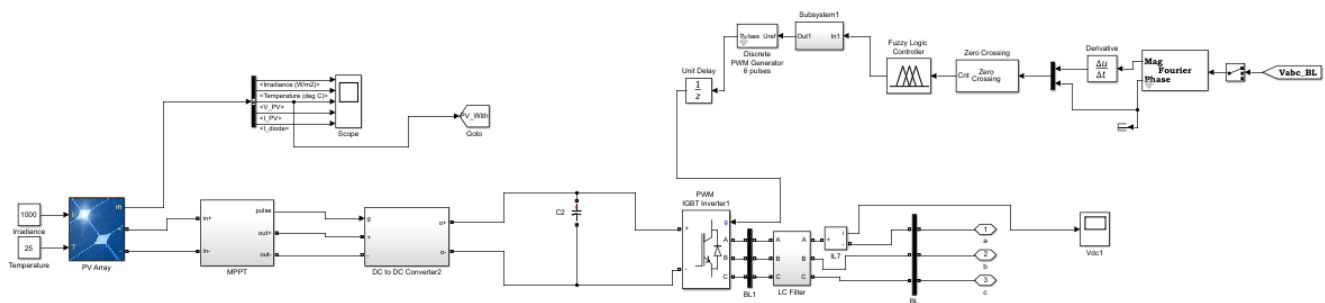 Subsystem1
Pulses Uref
Discrete
PWM Generator
6 pulses
Out1 In1
Fuzzy Logic
Controller
Zero Crossing
Cnt Zero
Crossing
Derivative
Δu
Δt
Mag
Fourier
Phase
Vabc_BL
Unit Delay
1
z
<Irradiance (W/m2)>
<Temperature (deg C)>
<V_PV>
<I_PV>
<I_diode>
Scope
PV_With
Goto
1000
Irradiance
25
Temperature
m
T
+
-
PV Array
in+
in-
pulse
out+
out-
MPPT
g
+
-
o+
o-
DC to DC Converter2
C2
PWM
IGBT Inverter1
g
+
-
A
B
C
BL1
A A
B B
C C
LC Filter
+ i
-
IL7
BL
1
a
2
b
3
c
Vdc1